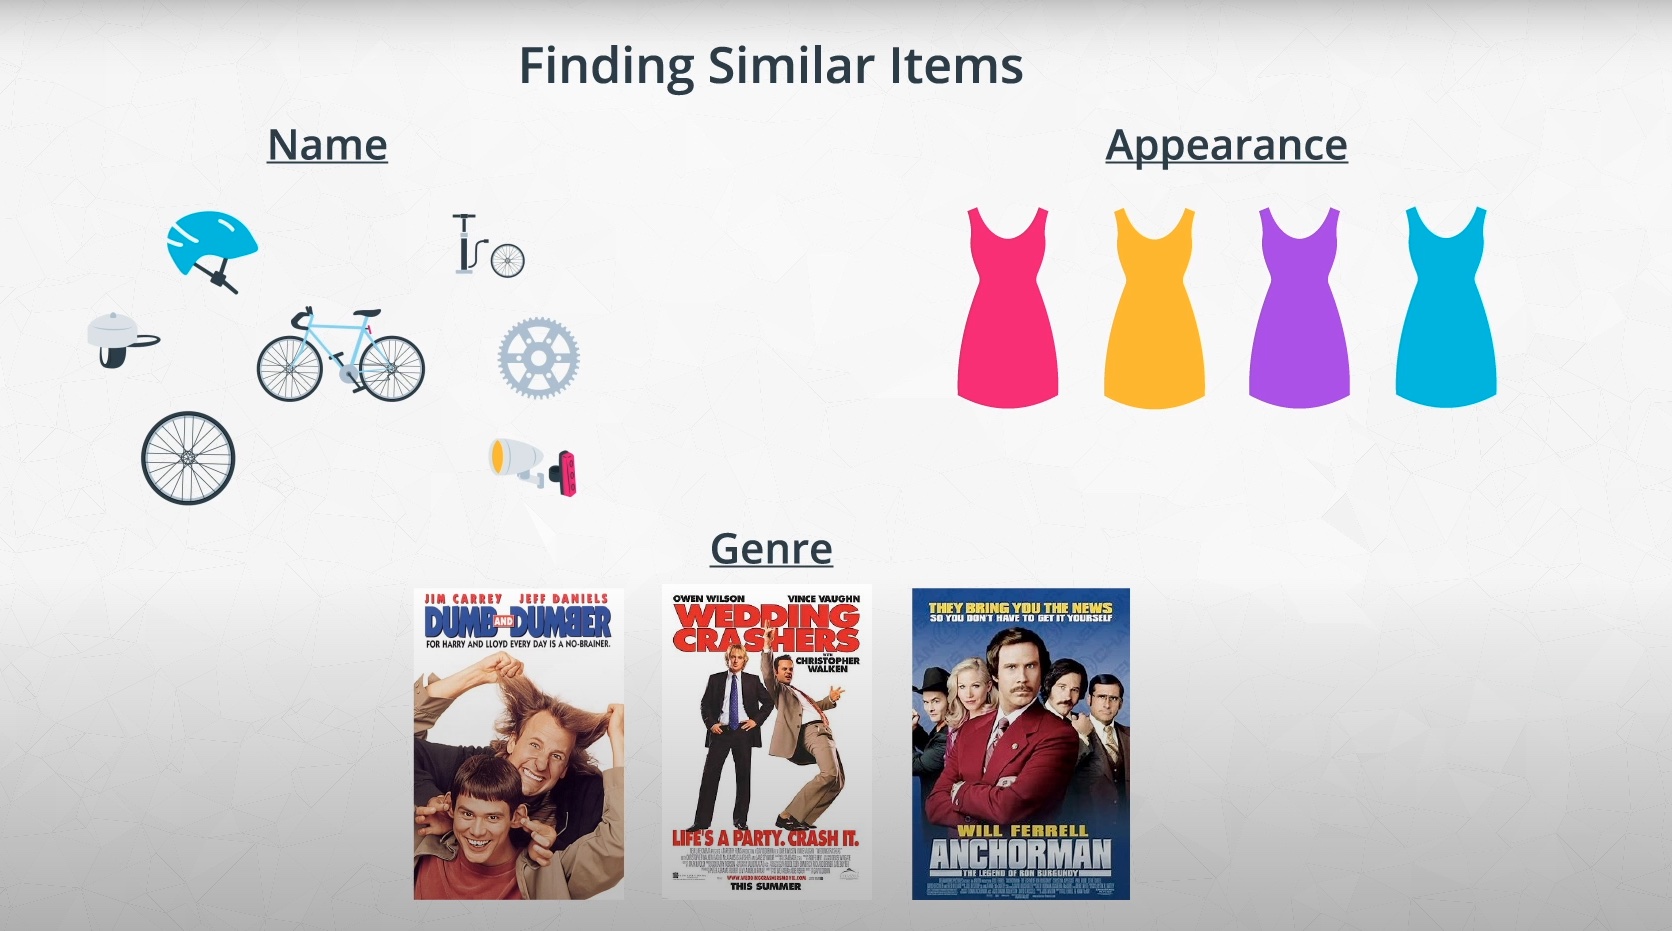 Finding Similar Items
Name
Appearance
Genre
JIM CARREY JEFF DANIELS
DUMB AND DUMBER
FOR HARRY AND LLOYD EVERY DAY IS A NO-BRAINER.
OWEN WILSON VINCE VAUGHN
WEDDING
CRASHERS
WITH
CHRISTOPHER
WALKEN
LIFE'S A PARTY. CRASH IT.
THIS SUMMER
THEY BRING YOU THE NEWS
SO YOU DON'T HAVE TO GET IT YOURSELF
WILL FERRELL
ANCHORMAN
THE LEGEND OF RON BURGUNDY